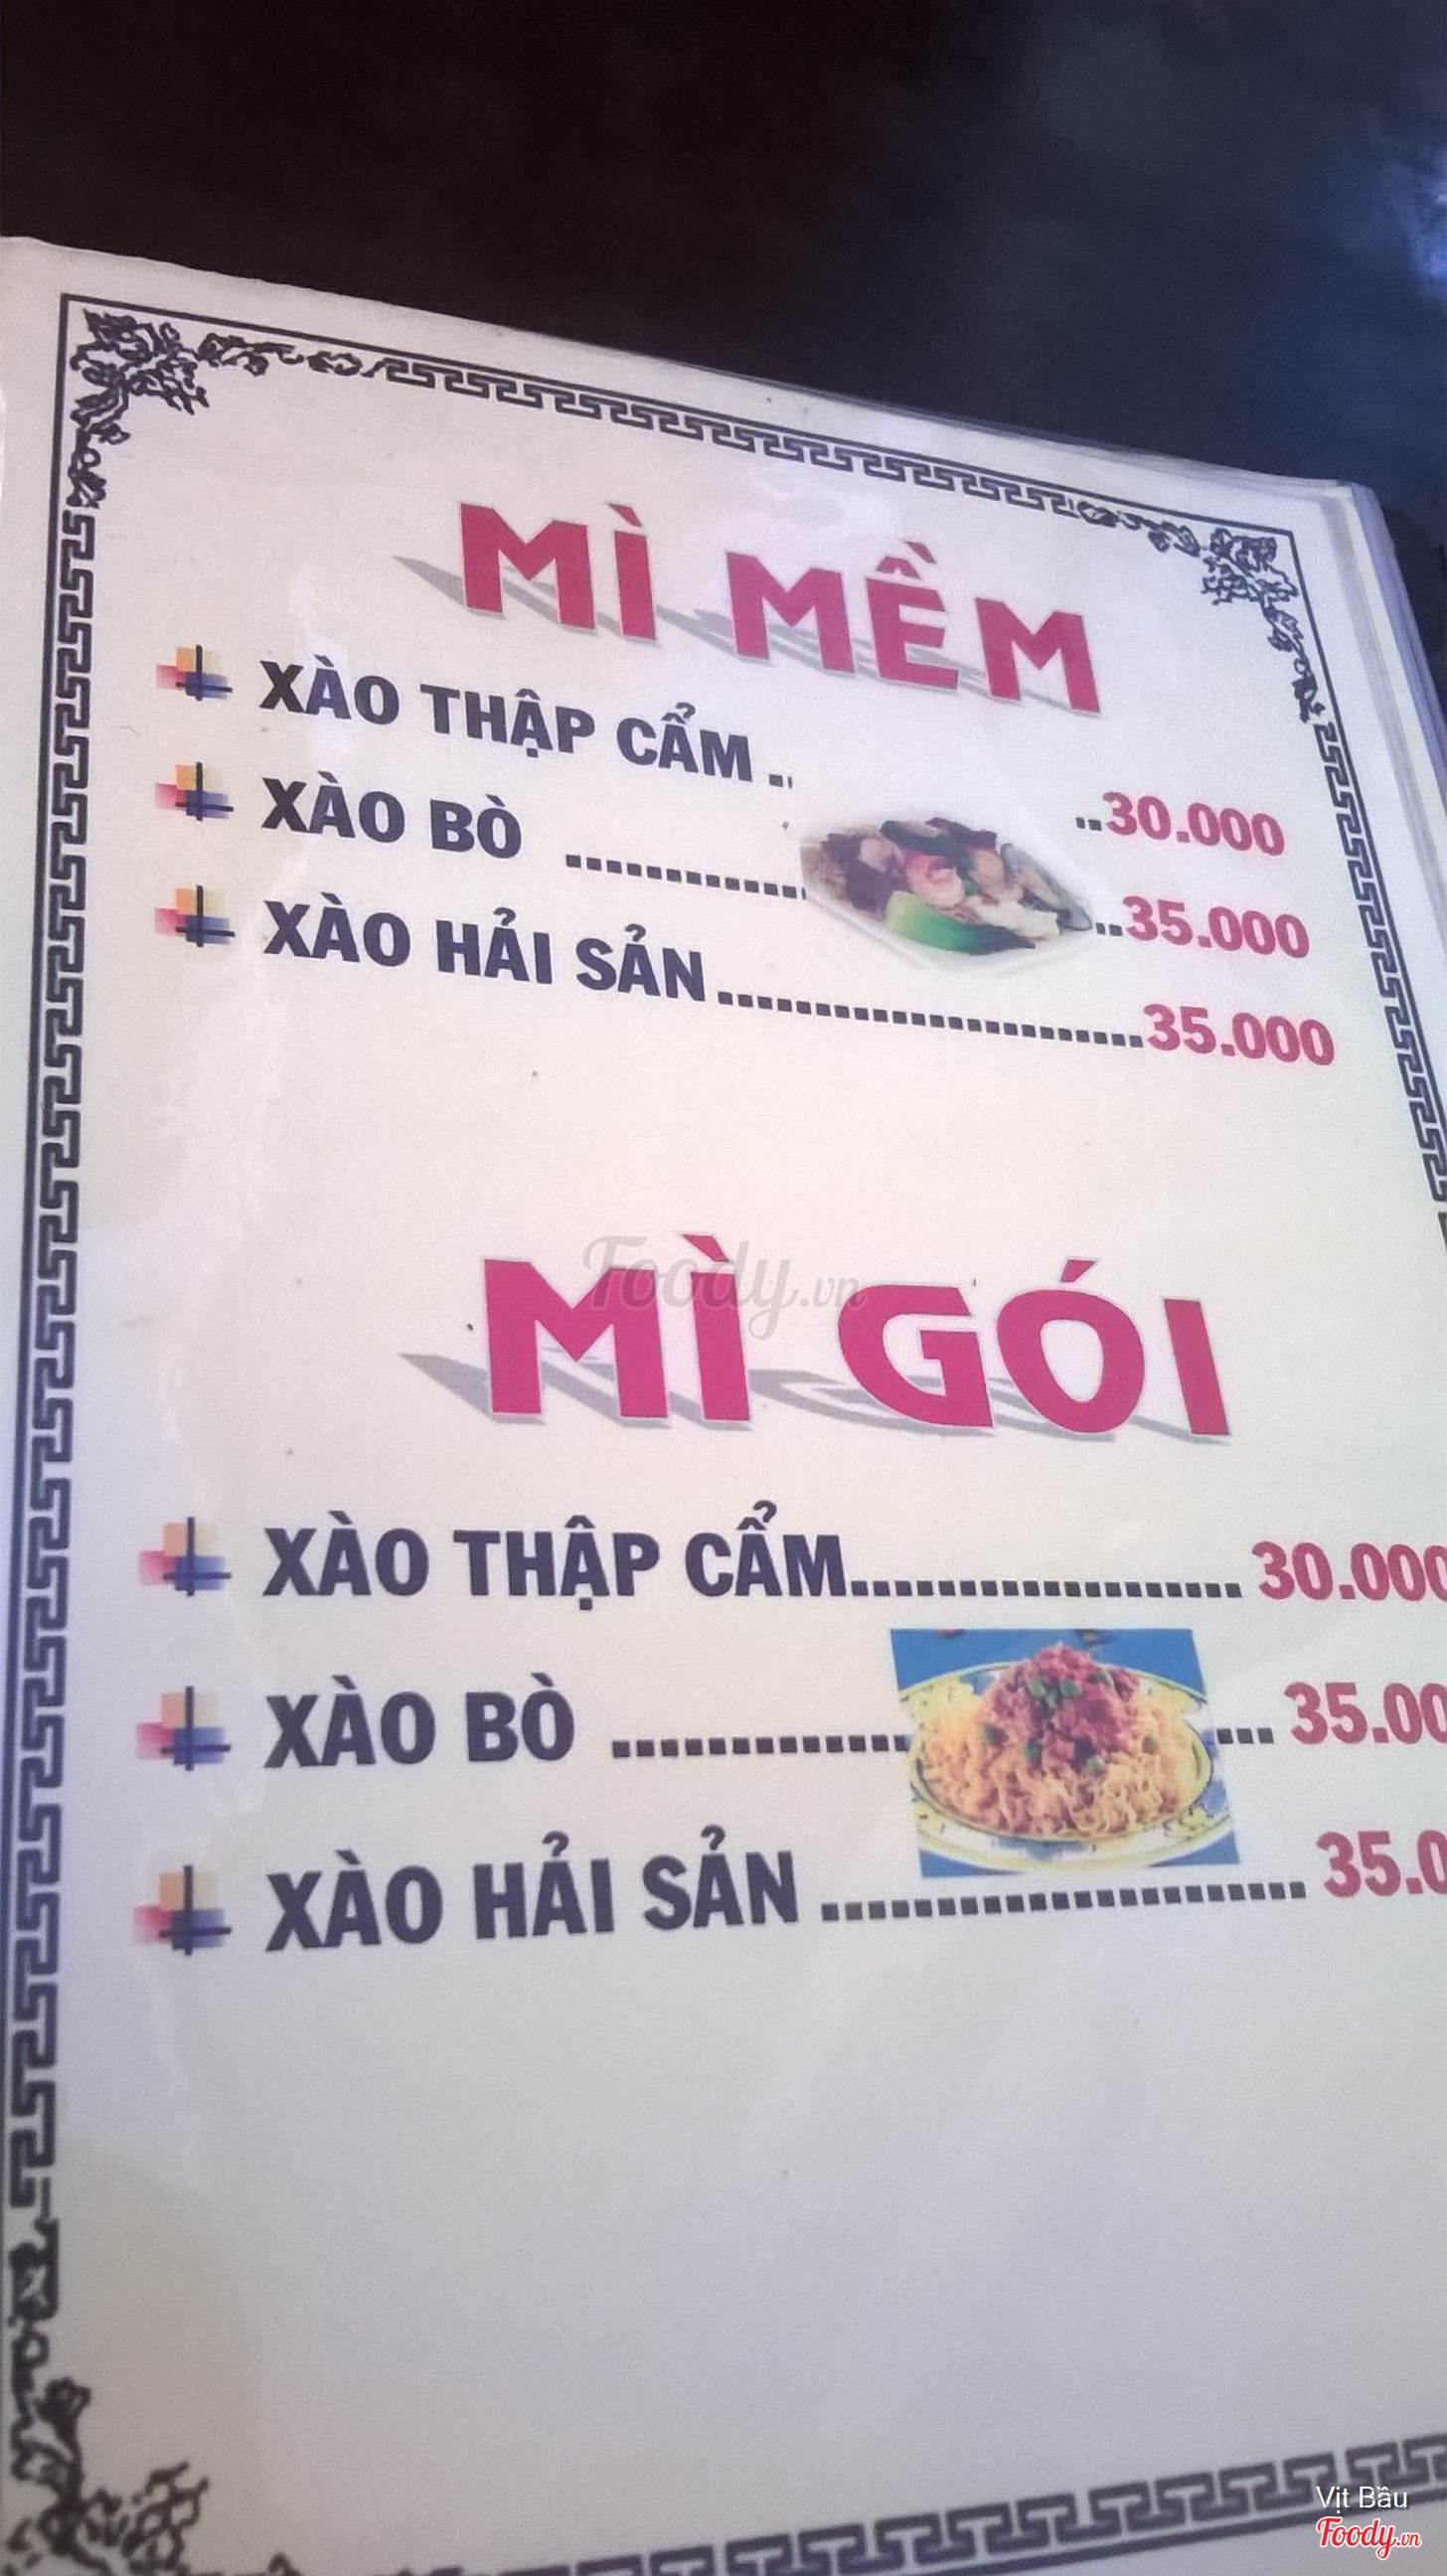 MÌ MỀM
XÀO THẬP CẨM ....30.000
XÀO BÒ ..............35.000
XÀO HẢI SẢN......................35.000
Foody.vn
MÌ GÓI
XÀO THẬP CẨM.................... 30.000
XÀO BÒ .................. 35.00
XÀO HẢI SẢN ......................... 35.0
Vịt Bầu
Foody.vn